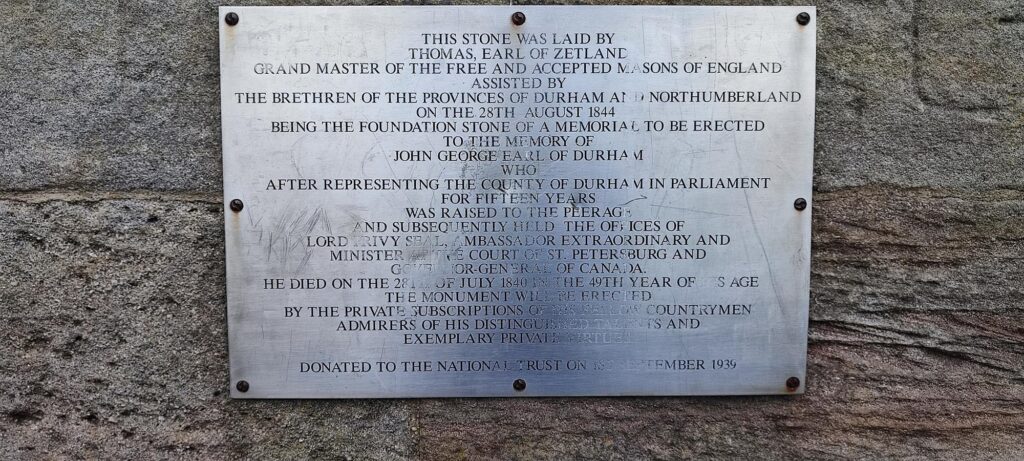 THIS STONE WAS LAID BY
THOMAS, EARL OF ZETLAND
GRAND MASTER OF THE FREE AND ACCEPTED MASONS OF ENGLAND
ASSISTED BY
THE BRETHREN OF THE PROVINCES OF DURHAM AND NORTHUMBERLAND
ON THE 28TH AUGUST 1844
BEING THE FOUNDATION STONE OF A MEMORIAL TO BE ERECTED
TO THE MEMORY OF
JOHN GEORGE EARL OF DURHAM
WHO
AFTER REPRESENTING THE COUNTY OF DURHAM IN PARLIAMENT
FOR FIFTEEN YEARS
WAS RAISED TO THE PEERAGE
AND SUBSEQUENTLY HELD THE OFFICES OF
LORD PRIVY SEAL, AMBASSADOR EXTRAORDINARY AND
MINISTER AT THE COURT OF ST. PETERSBURG AND
GOVERNOR-GENERAL OF CANADA.
HE DIED ON THE 28TH OF JULY 1840 IN THE 49TH YEAR OF HIS AGE
THE MONUMENT WILL BE ERECTED
BY THE PRIVATE SUBSCRIPTIONS OF HIS FELLOW COUNTRYMEN
ADMIRERS OF HIS DISTINGUISHED TALENTS AND
EXEMPLARY PRIVATE VIRTUES
DONATED TO THE NATIONAL TRUST ON SEPTEMBER 1939